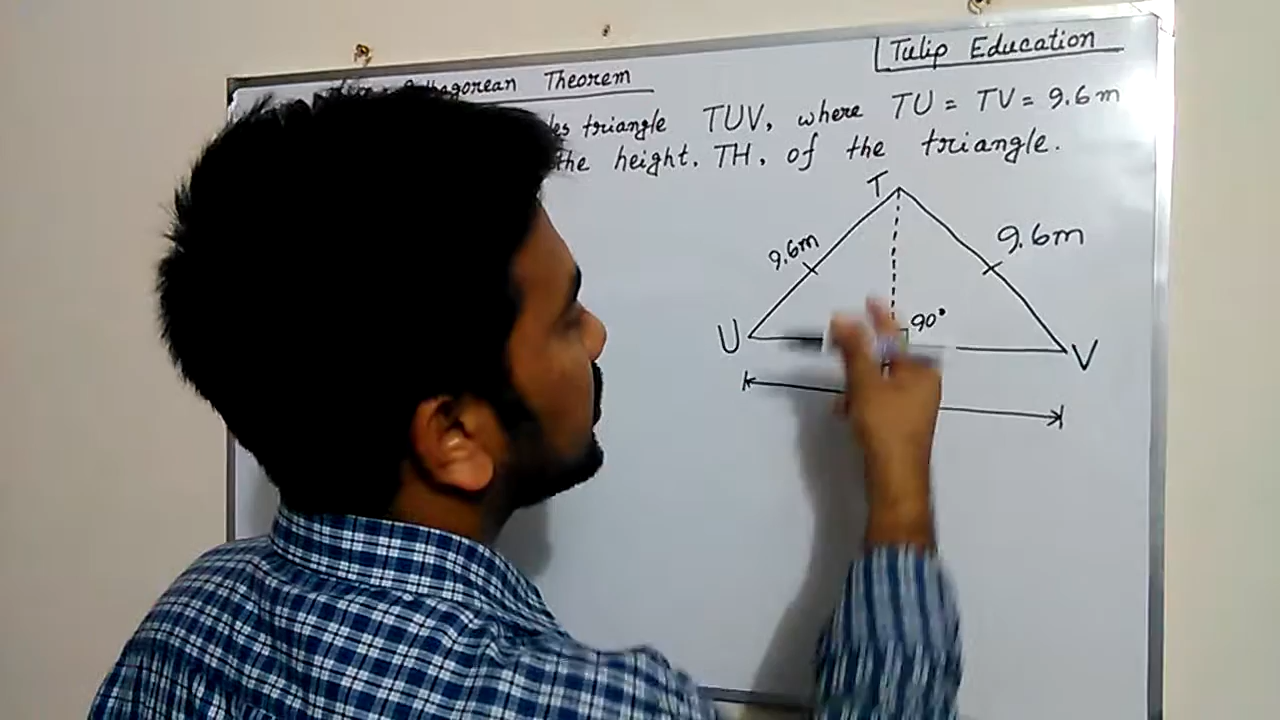 Tulip Education
Theorem
triangle TUV, where TU = TV = 9.6m
the height, TH, of the triangle.
T
9.6m
9.6m
90°
U
V